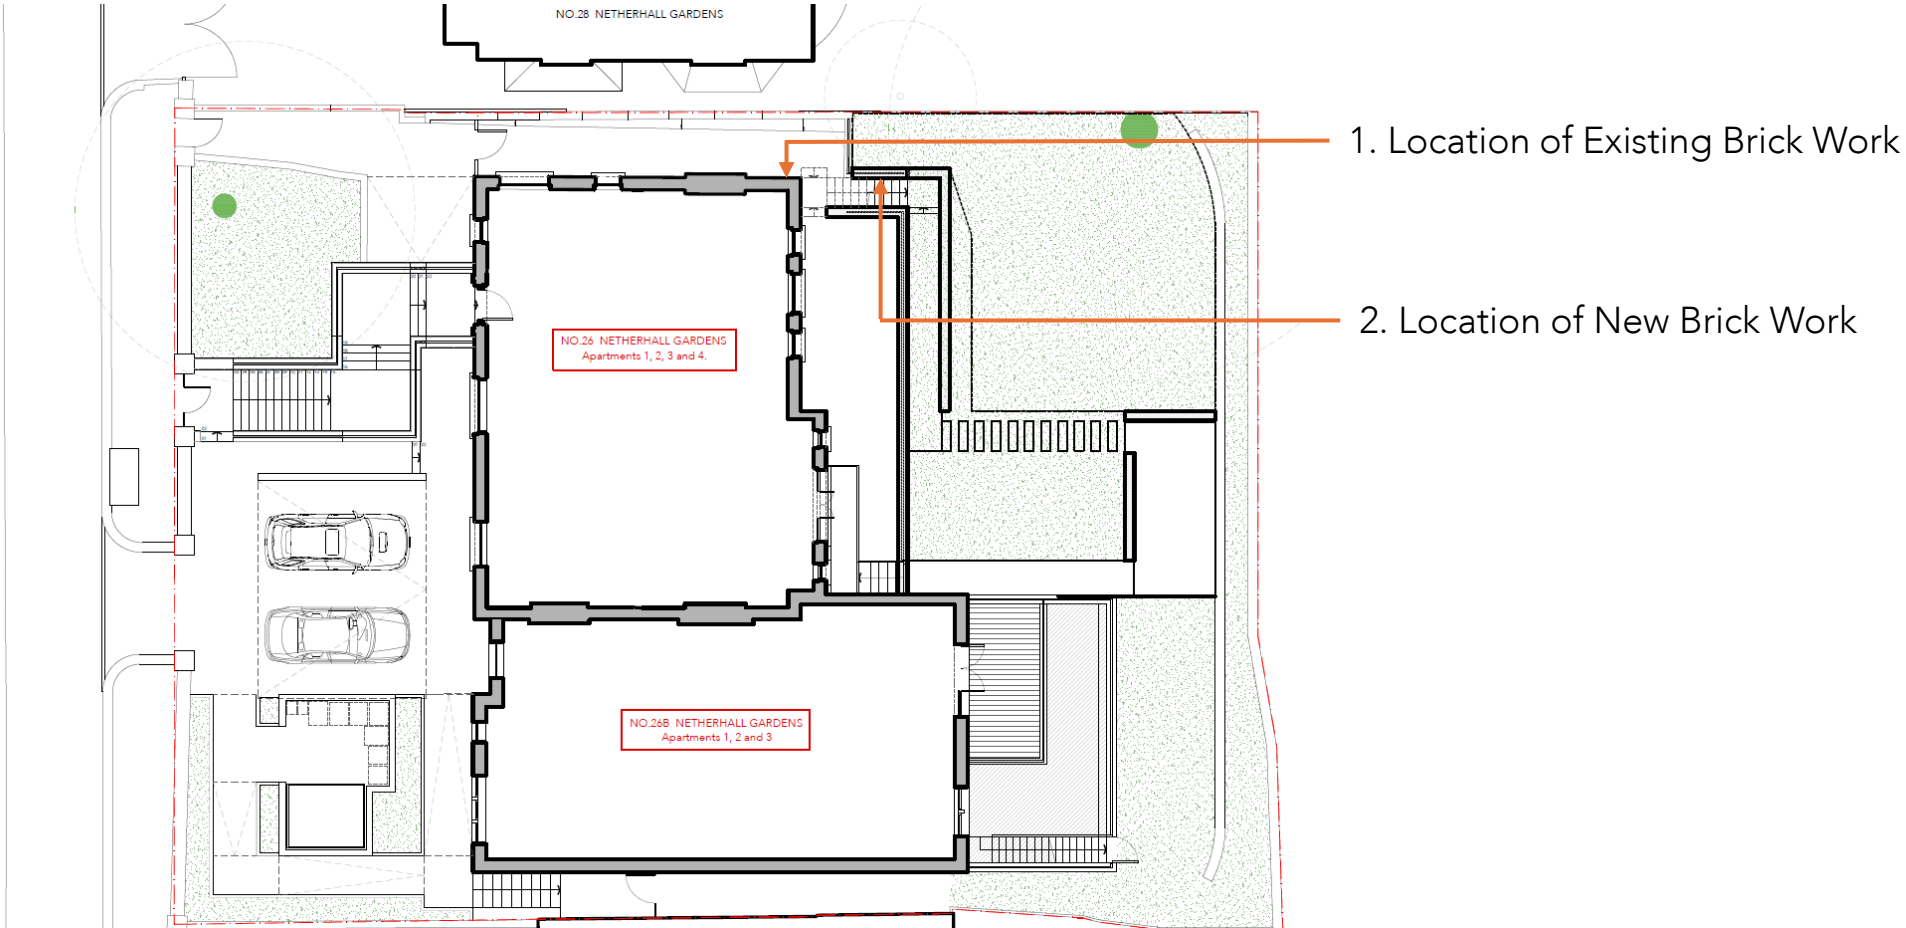 NO.28 NETHERHALL GARDENS
1. Location of Existing Brick Work
2. Location of New Brick Work
NO.26 NETHERHALL GARDENS
Apartments 1, 2, 3 and 4.
NO.26B NETHERHALL GARDENS
Apartments 1, 2 and 3